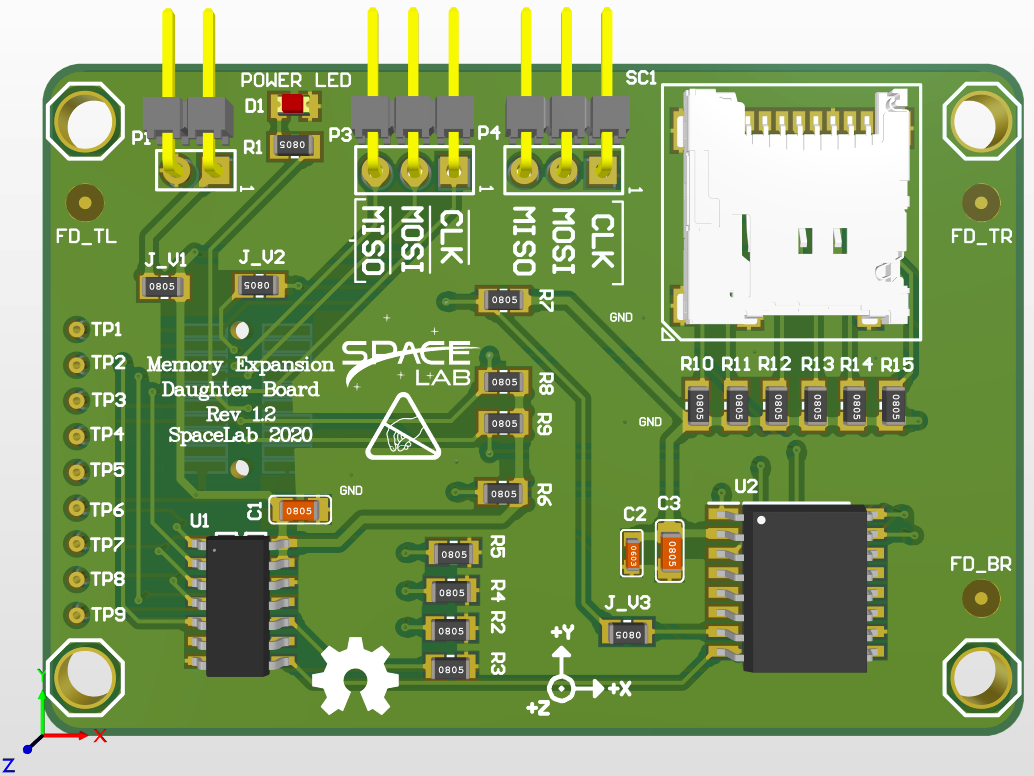 POWER LED
SC1
D1
P1
P3
P4
R1
0805
1
1
1
MISO
MOSI
CLK
MISO
MOSI
CLK
FD_TL
FD_TR
J_V1
J_V2
0805
0805
0805
R7
GND
TP1
TP2
TP3
TP4
TP5
TP6
TP7
TP8
TP9
Memory Expansion
Daughter Board
Rev 1.2
SpaceLab 2020
SPACE
LAB
0805
R8
0805
R9
GND
R10
R11
R12
R13
R14
R15
0805
0805
0805
0805
0805
0805
GND
0805
R6
U2
C1
0805
U1
C2
C3
0603
0805
0805
R5
0805
R4
0805
R2
0805
R3
FD_BR
J_V3
0805
+Y
+X
+Z
Y
X
Z